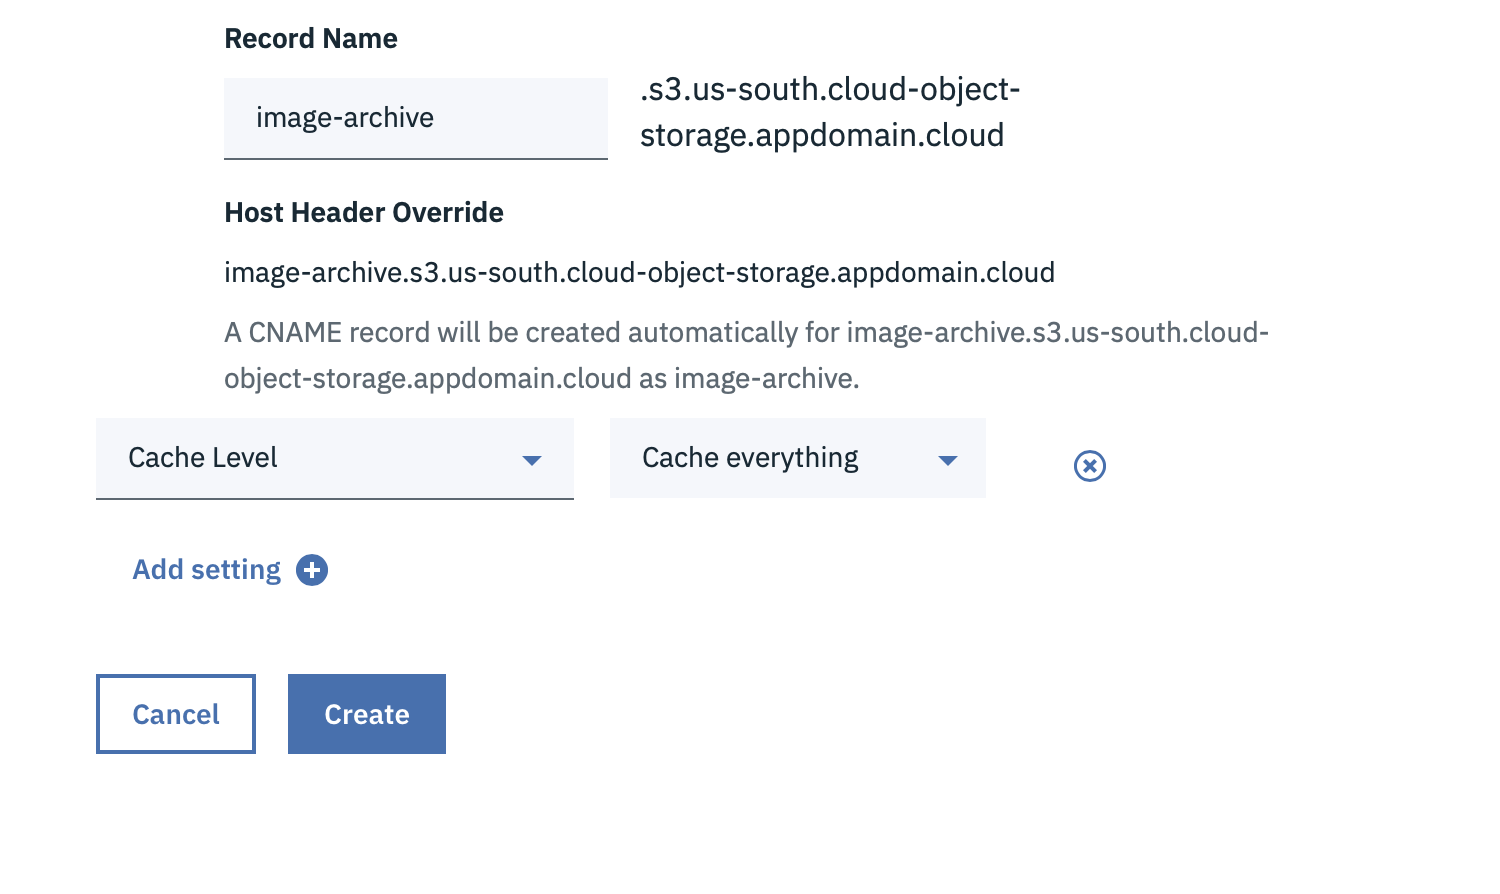 Record Name
image-archive
.s3.us-south.cloud-object-
storage.appdomain.cloud
Host Header Override
image-archive.s3.us-south.cloud-object-storage.appdomain.cloud
A CNAME record will be created automatically for image-archive.s3.us-south.cloud-
object-storage.appdomain.cloud as image-archive.
Cache Level
Cache everything
Add setting
Cancel
Create